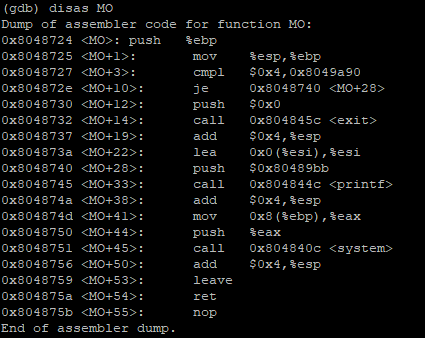 (gdb) disas MO
Dump of assembler code for function MO:
0x8048724 <MO>: push   %ebp
0x8048725 <MO+1>:       mov    %esp,%ebp
0x8048727 <MO+3>:       cmpl   $0x4,0x8049a90
0x804872e <MO+10>:      je     0x8048740 <MO+28>
0x8048730 <MO+12>:      push   $0x0
0x8048732 <MO+14>:      call   0x804845c <exit>
0x8048737 <MO+19>:      add    $0x4,%esp
0x804873a <MO+22>:      lea    0x0(%esi),%esi
0x8048740 <MO+28>:      push   $0x80489bb
0x8048745 <MO+33>:      call   0x804844c <printf>
0x804874a <MO+38>:      add    $0x4,%esp
0x804874d <MO+41>:      mov    0x8(%ebp),%eax
0x8048750 <MO+44>:      push   %eax
0x8048751 <MO+45>:      call   0x804840c <system>
0x8048756 <MO+50>:      add    $0x4,%esp
0x8048759 <MO+53>:      leave
0x804875a <MO+54>:      ret
0x804875b <MO+55>:      nop
End of assembler dump.